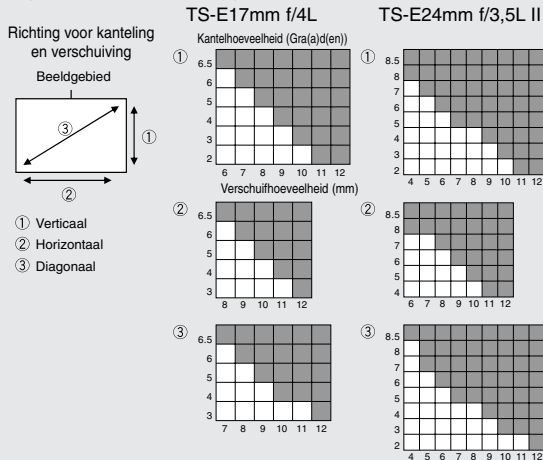 TS-E17mm f/4L
TS-E24mm f/3,5L II
Richting voor kanteling
en verschuiving
Beeldgebied
③
①
②
① Verticaal
② Horizontaal
③ Diagonaal
Kantelhoeveelheid (Gra(a)d(en))
①
6.5
6
5
4
3
2
6 7 8 9 10 11 12
Verschuifhoeveelheid (mm)
②
6.5
6
5
4
3
8 9 10 11 12
③
6.5
6
5
4
3
7 8 9 10 11 12
①
8.5
8
7
6
5
4
3
2
4 5 6 7 8 9 10 11 12
②
8.5
8
7
6
5
4
6 7 8 9 10 11 12
③
8.5
8
7
6
5
4
3
2
4 5 6 7 8 9 10 11 12